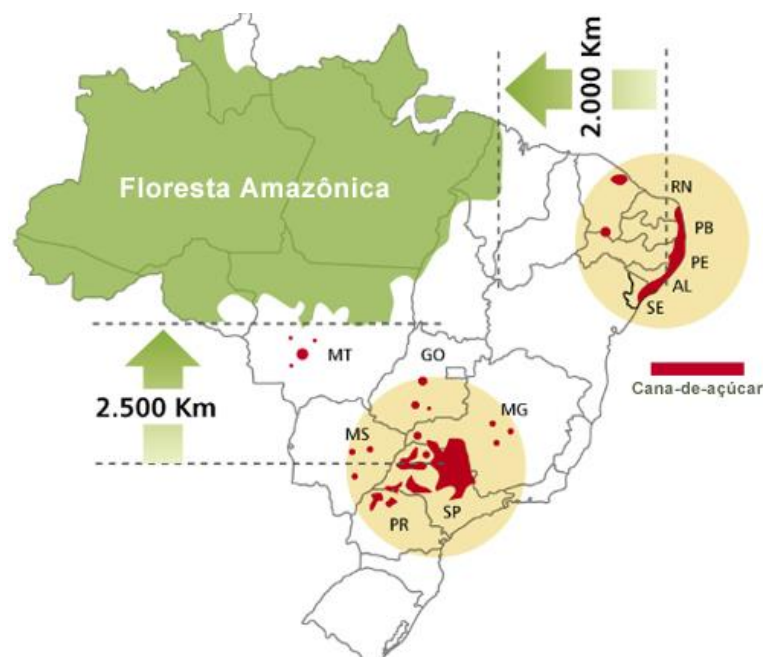 2.000 Km
Floresta Amazônica
RN
PB
PE
AL
SE
MT
GO
Cana-de-açúcar
2.500 Km
MS
MG
SP
PR